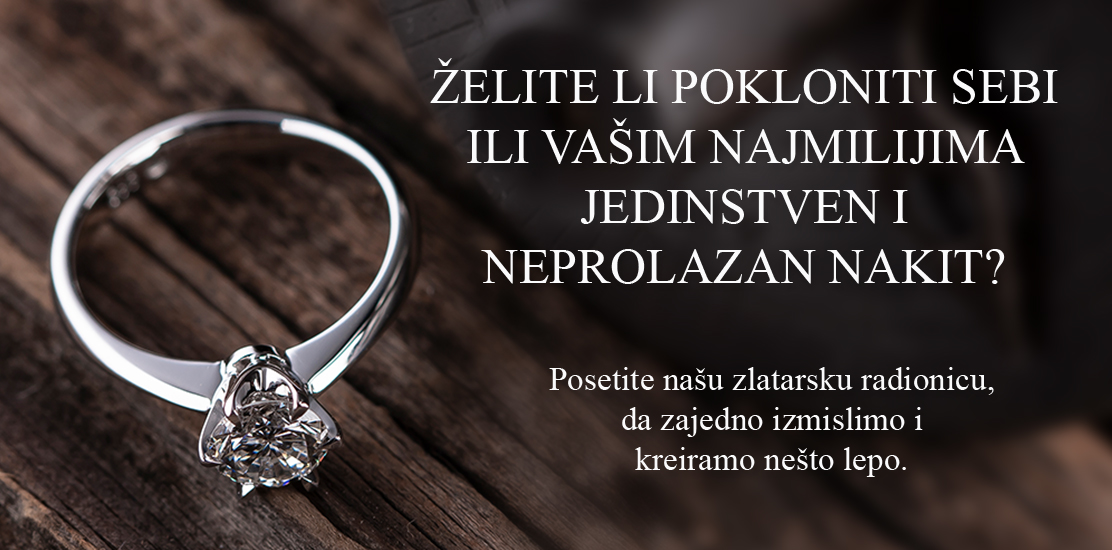 ŽELITE LI POKLONITI SEBI
ILI VAŠIM NAJMILIJIMA
JEDINSTVEN I
NEPROLAZAN NAKIT?
Posetite našu zlatarsku radionicu,
da zajedno izmislimo i
kreiramo nešto lepo.